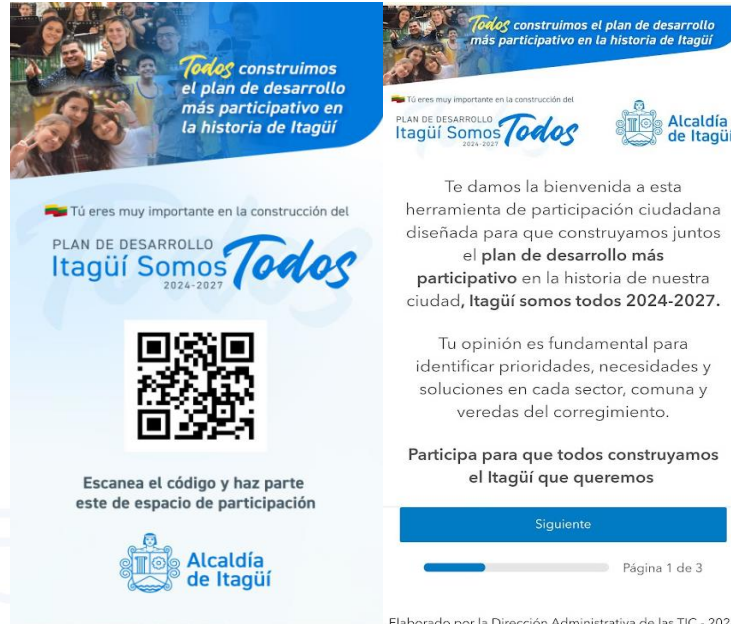 Todos construimos
el plan de desarrollo
más participativo en
la historia de Itagüí
Tú eres muy importante en la construcción del
PLAN DE DESARROLLO
Itagüí Somos Todos
2024-2027
Escanea el código y haz parte
este de espacio de participación
Alcaldía
de Itagüí
Todos construimos el plan de desarrollo
más participativo en la historia de Itagüí
Tú eres muy importante en la construcción del
PLAN DE DESARROLLO
Itagüí Somos Todos
2024-2027
Alcaldía
de Itagüí
Te damos la bienvenida a esta
herramienta de participación ciudadana
diseñada para que construyamos juntos
el plan de desarrollo más
participativo en la historia de nuestra
ciudad, Itagüí somos todos 2024-2027.
Tu opinión es fundamental para
identificar prioridades, necesidades y
soluciones en cada sector, comuna y
veredas del corregimiento.
Participa para que todos construyamos
el Itagüí que queremos
Siguiente
Página 1 de 3
Elaborado por la Dirección Administrativa de las TIC - 202